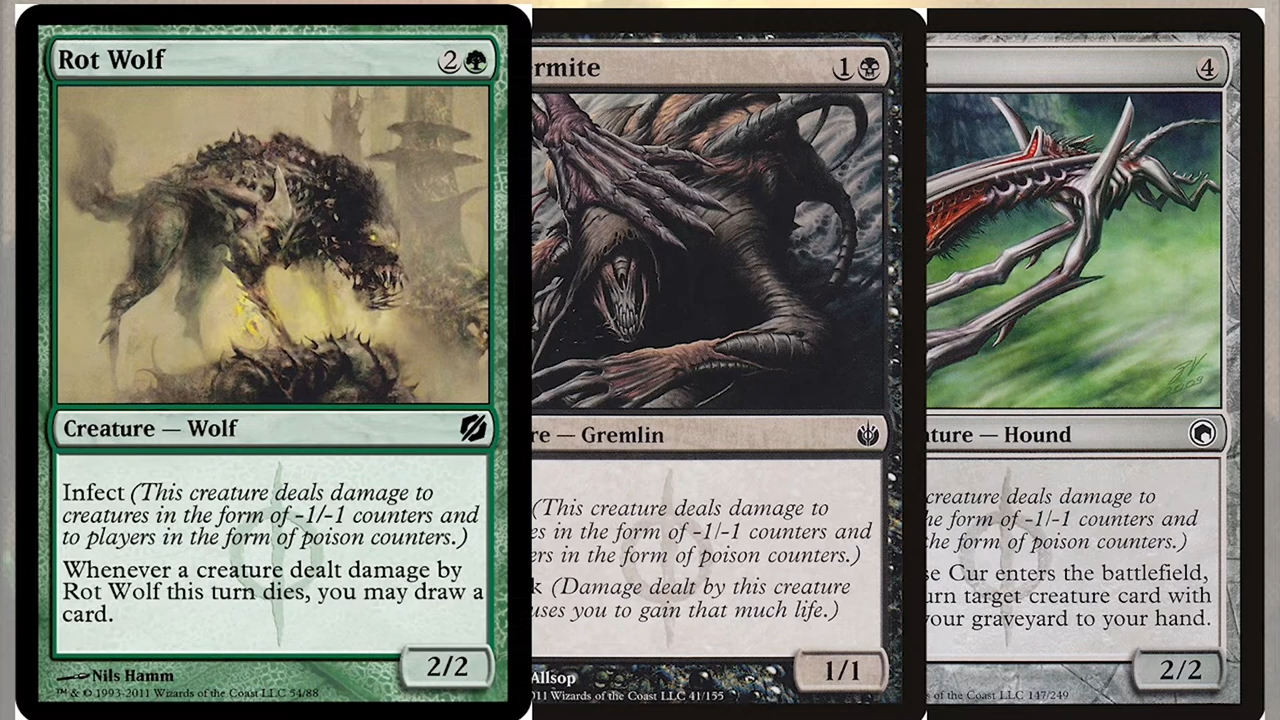 Rot Wolf 2
Creature — Wolf
Infect (This creature deals damage to
creatures in the form of -1/-1 counters and
to players in the form of poison counters.)
Whenever a creature dealt damage by
Rot Wolf this turn dies, you may draw a
card.
2/2
Nils Hamm
™ & © 1993-2011 Wizards of the Coast LLC 54/88
rmite 1
re — Gremlin
(This creature deals damage to
es in the form of -1/-1 counters and
ers in the form of poison counters.)
k (Damage dealt by this creature
uses you to gain that much life.)
1/1
Allsop
011 Wizards of the Coast LLC 41/155
4
ature — Hound
creature deals damage to
he form of -1/-1 counters and
the form of poison counters.)
se Cur enters the battlefield,
urn target creature card with
your graveyard to your hand.
2/2
s of the Coast LLC 147/249